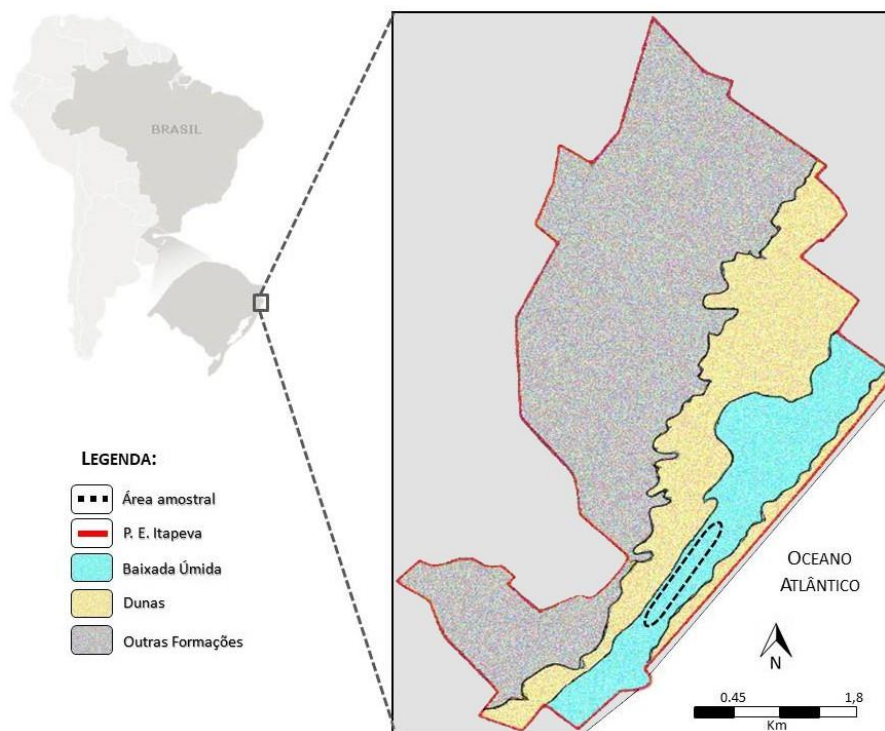 BRASIL
LEGENDA:
Área amostral
P. E. Itapeva
Baixada Úmida
Dunas
Outras Formações
OCEANO
ATLÂNTICO
N
0.45 1,8
Km